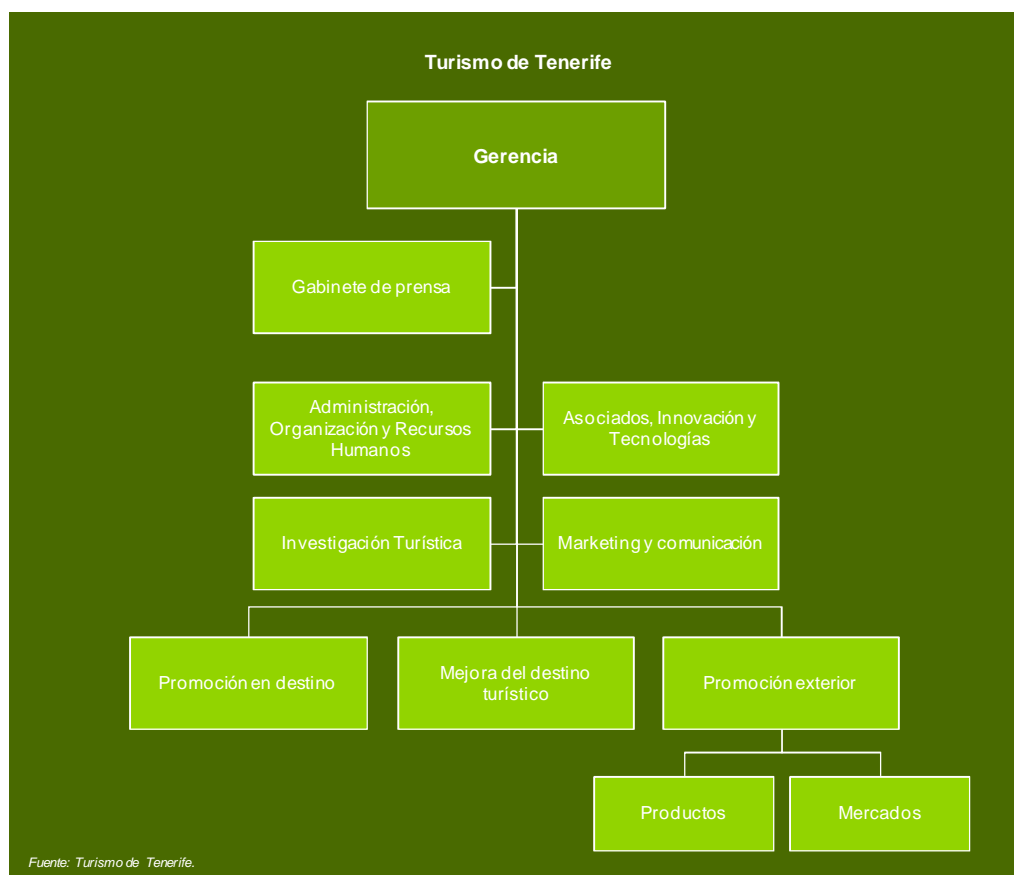 Turismo de Tenerife
Gerencia
Gabinete de prensa
Administración,
Organización y Recursos
Humanos
Asociados, Innovación y
Tecnologías
Investigación Turística
Marketing y comunicación
Promoción en destino
Mejora del destino
turístico
Promoción exterior
Productos
Mercados
Fuente: Turismo de Tenerife.